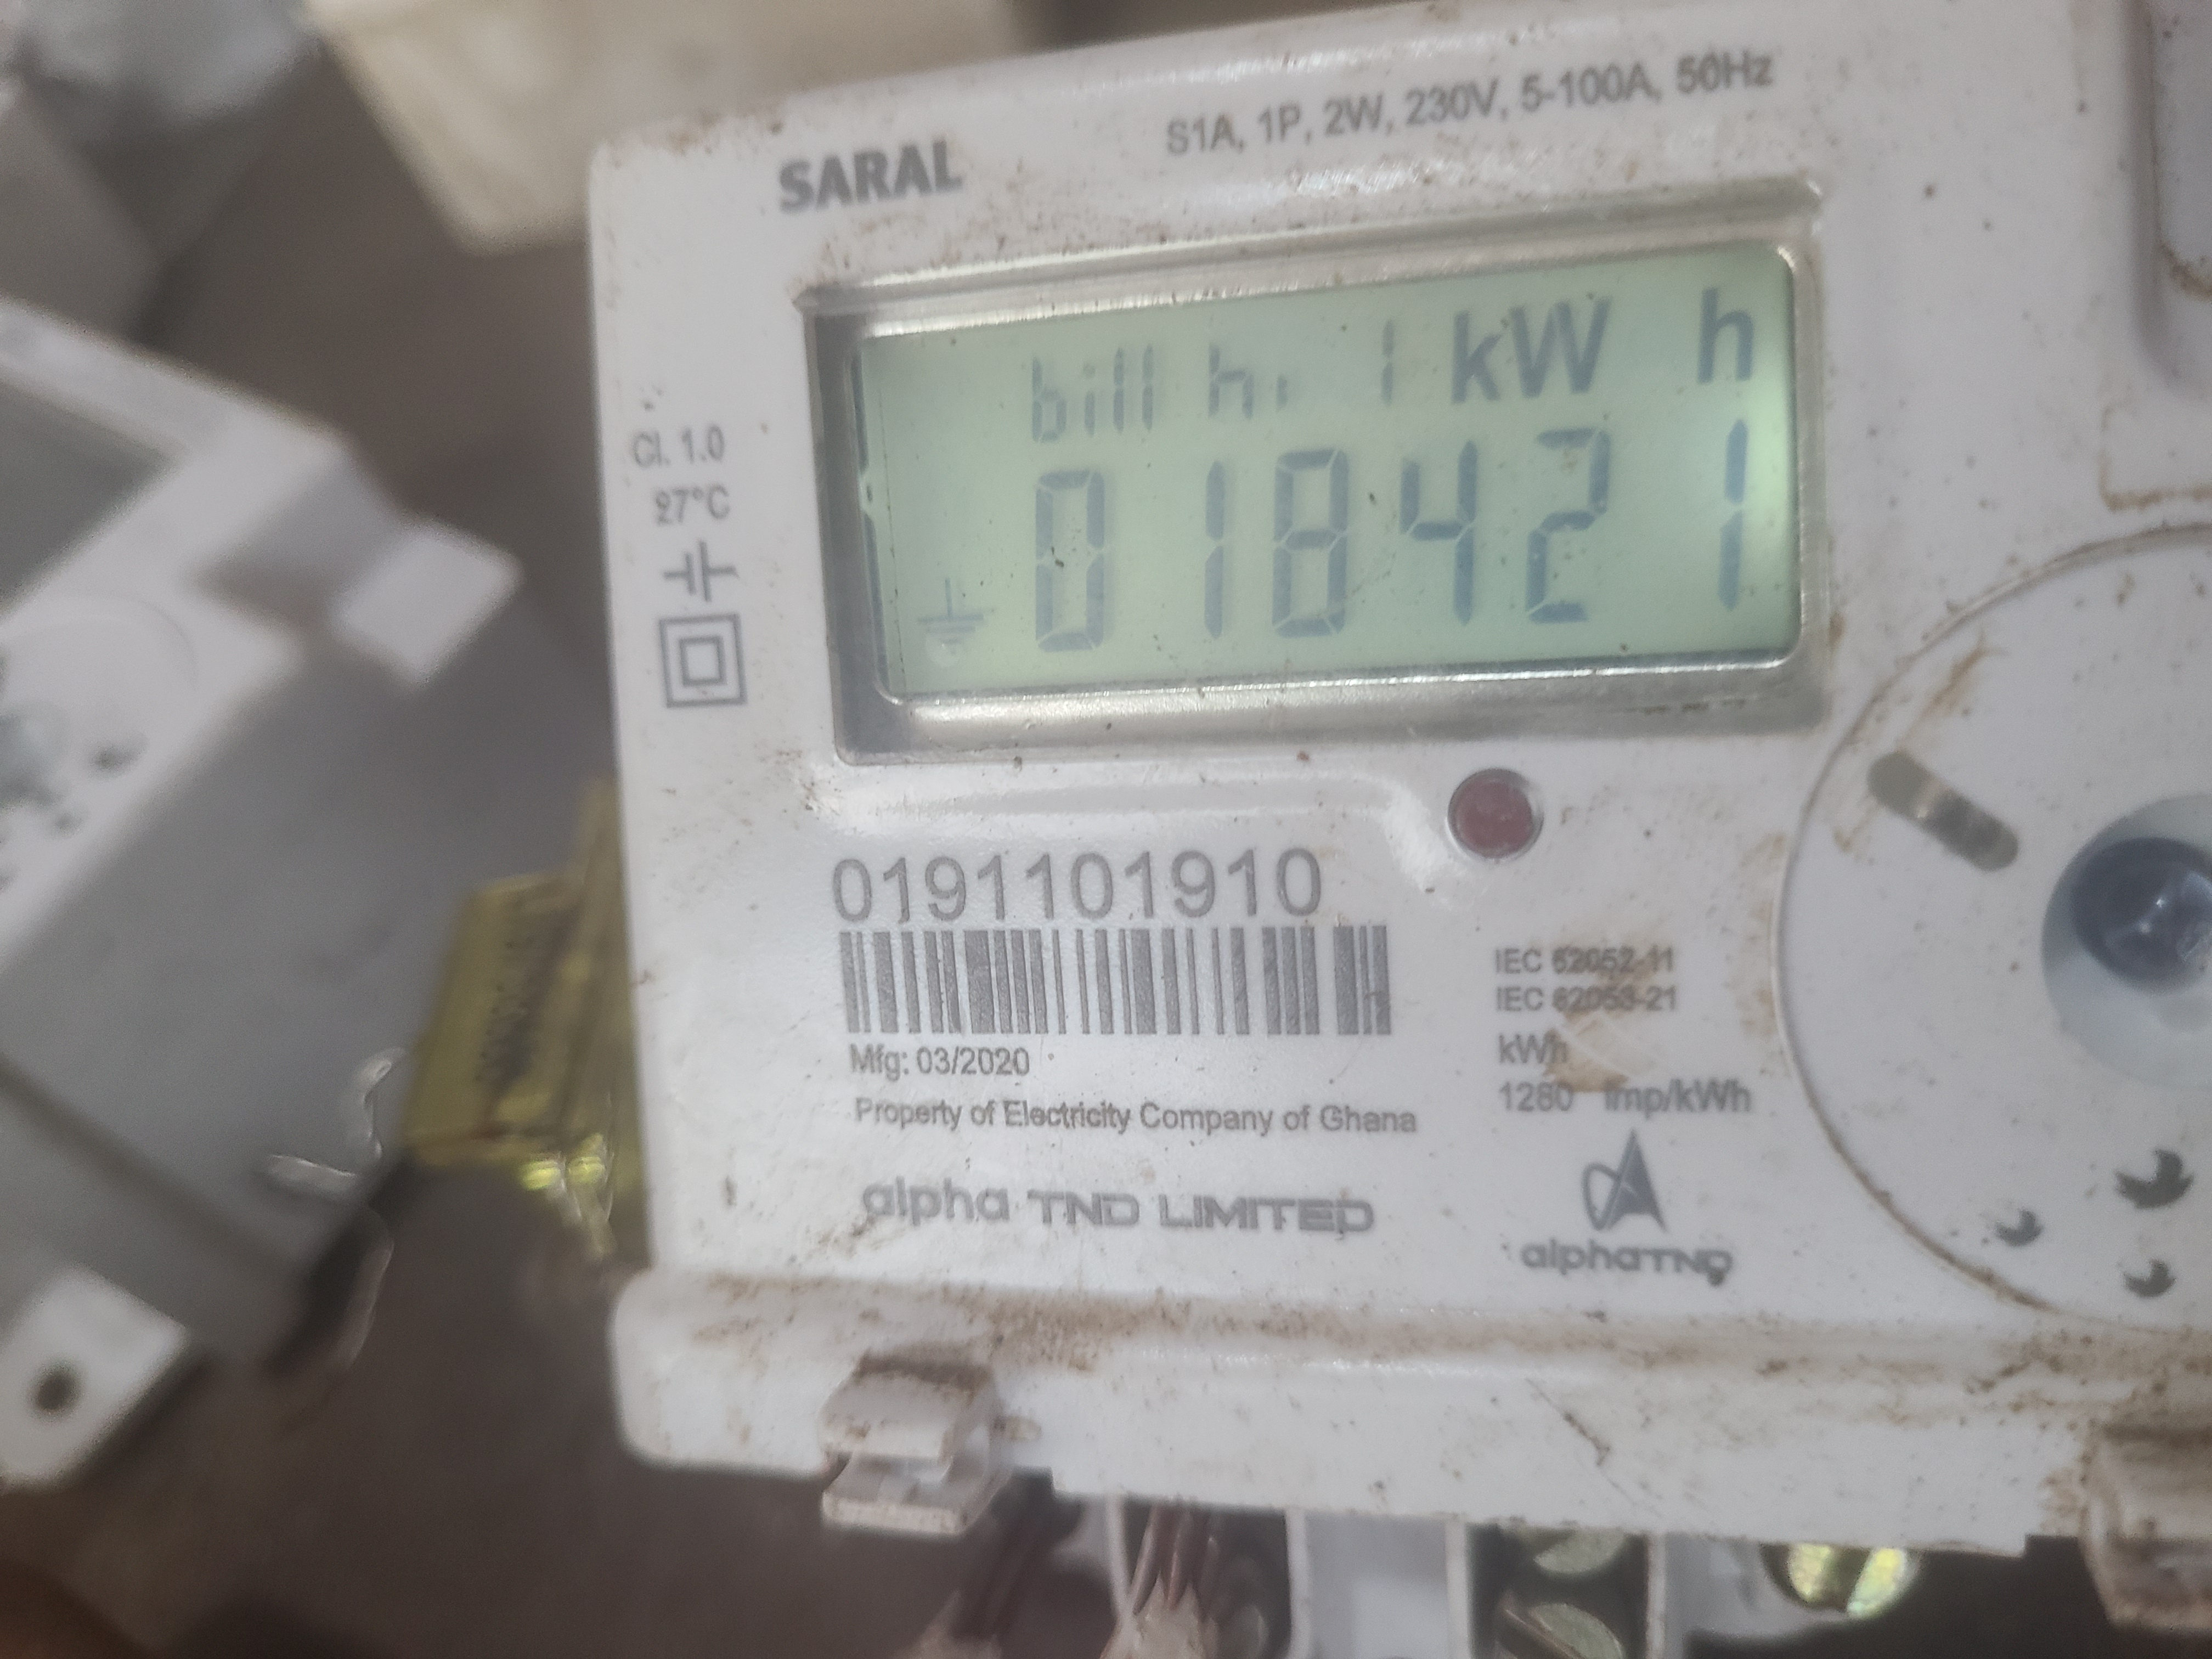 SARAL
S1A, 1P, 2W, 230V, 5-100A, 50Hz
Cl. 1.0
27°C
bill h, 1 kWh
018421
0191101910
Mfg: 03/2020
Property of Electricity Company of Ghana
alpha TND LIMITED
IEC 62052-11
IEC 62053-21
kWh
1280 imp/kWh
alphaTND